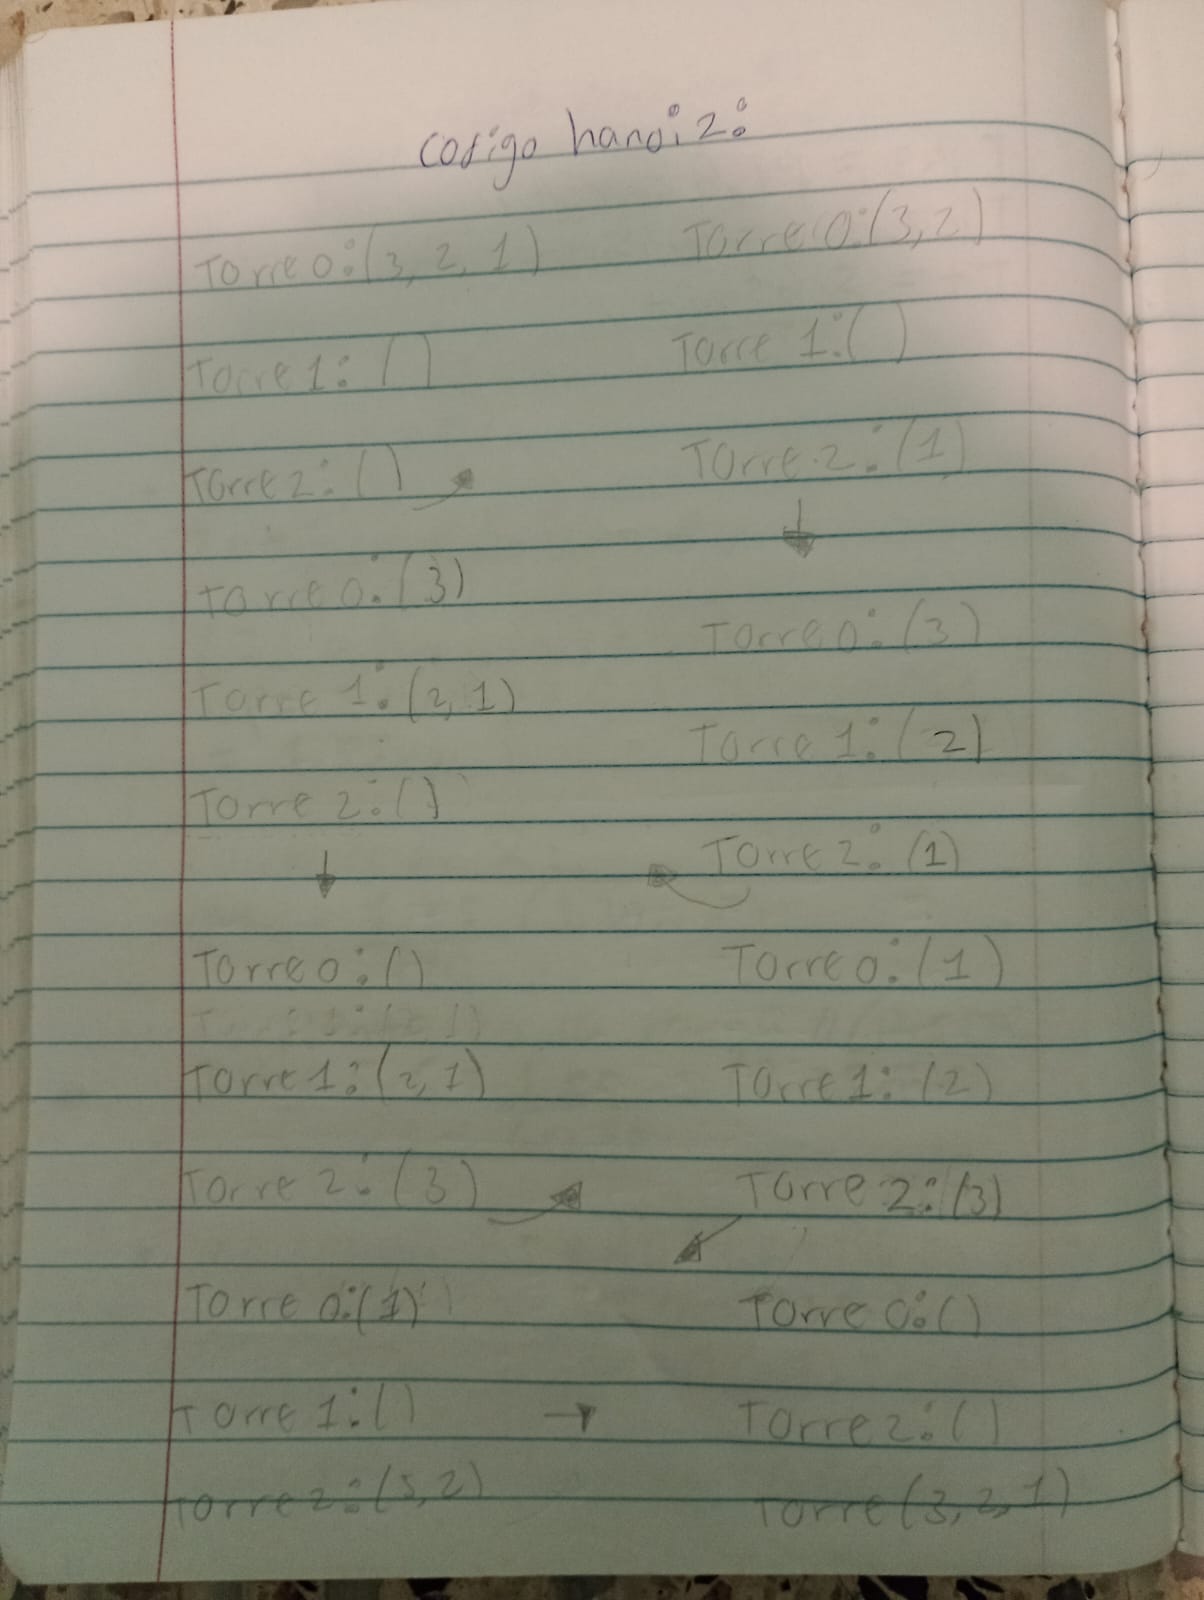 Codigo hanoi 2:
Torre 0: (3, 2, 1)
Torre 1: ()
Torre 2: ()
Torre 0: (3, 2)
Torre 1: ()
Torre 2: (1)
Torre 0: (3)
Torre 1: (2)
Torre 2: (1)
Torre 0: (3)
Torre 1: (2, 1)
Torre 2: ()
Torre 0: ()
Torre 1: (2, 1)
Torre 2: (3)
Torre 0: (1)
Torre 1: (2)
Torre 2: (3)
Torre 0: (1)
Torre 1: ()
Torre 2: (3, 2)
Torre 0: ()
Torre 2: ()
Torre (3, 2, 1)